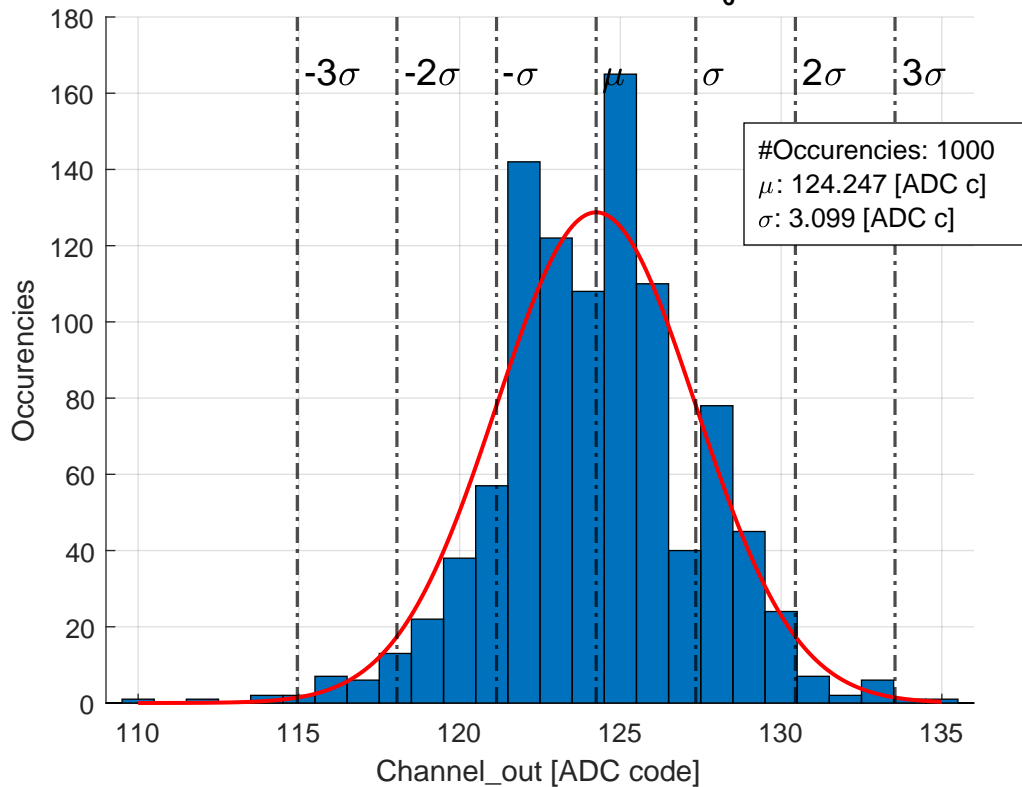 180
160
140
120
100
80
60
40
20
0
Occurencies
-3σ
-2σ
-σ
μ
σ
2σ
3σ
#Occurencies: 1000
μ: 124.247 [ADC c]
σ: 3.099 [ADC c]
110
115
120
125
130
135
Channel_out [ADC code]